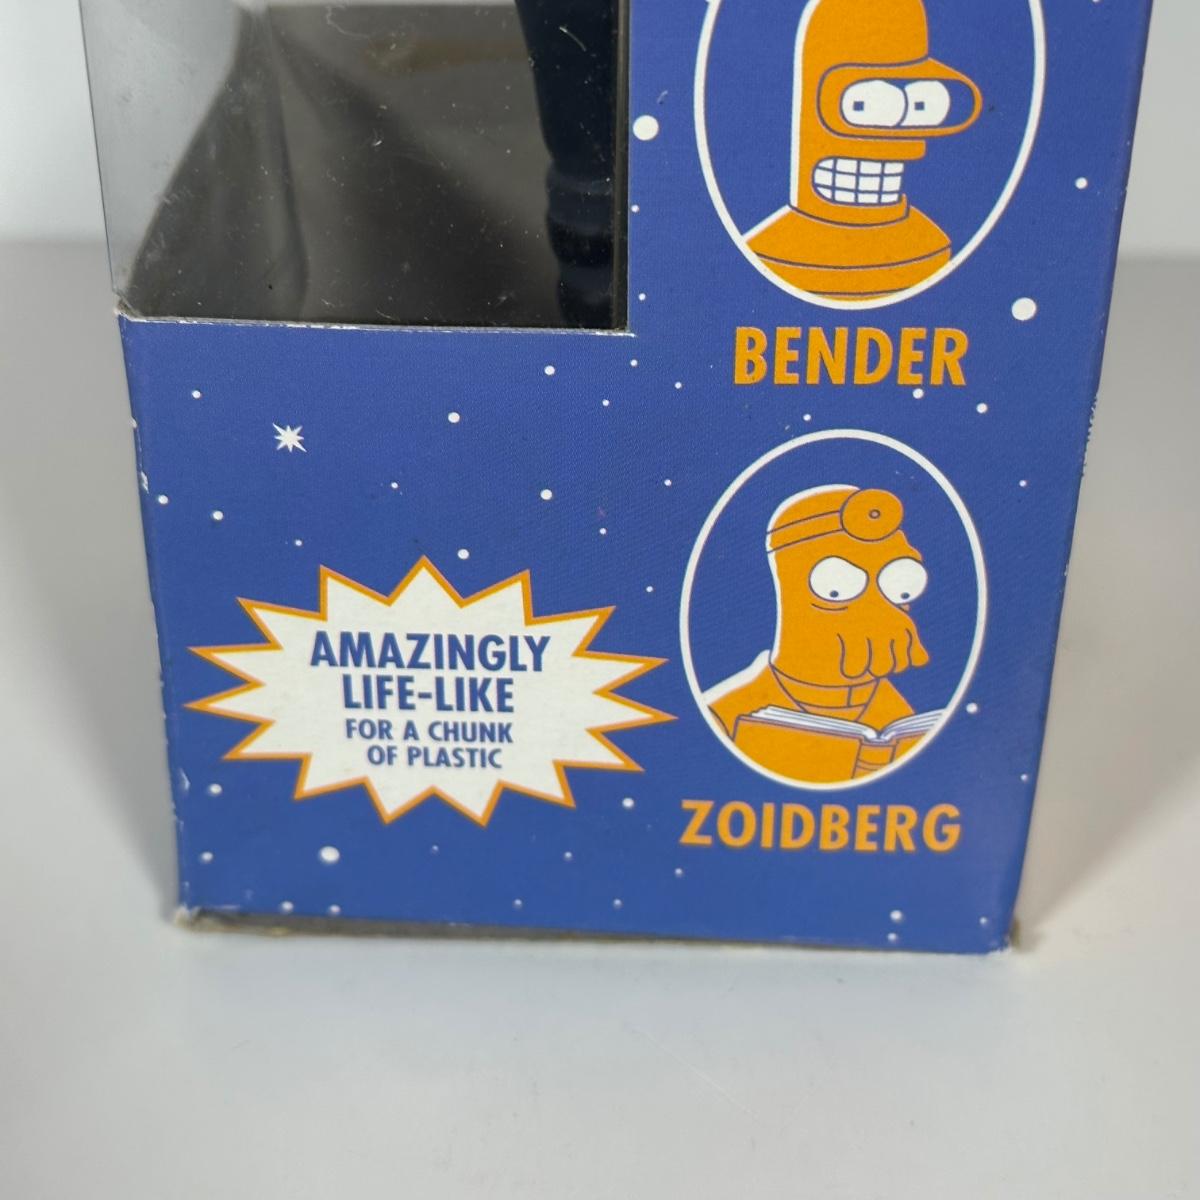 BENDER
AMAZINGLY
LIFE-LIKE
FOR A CHUNK
OF PLASTIC
ZOIDBERG